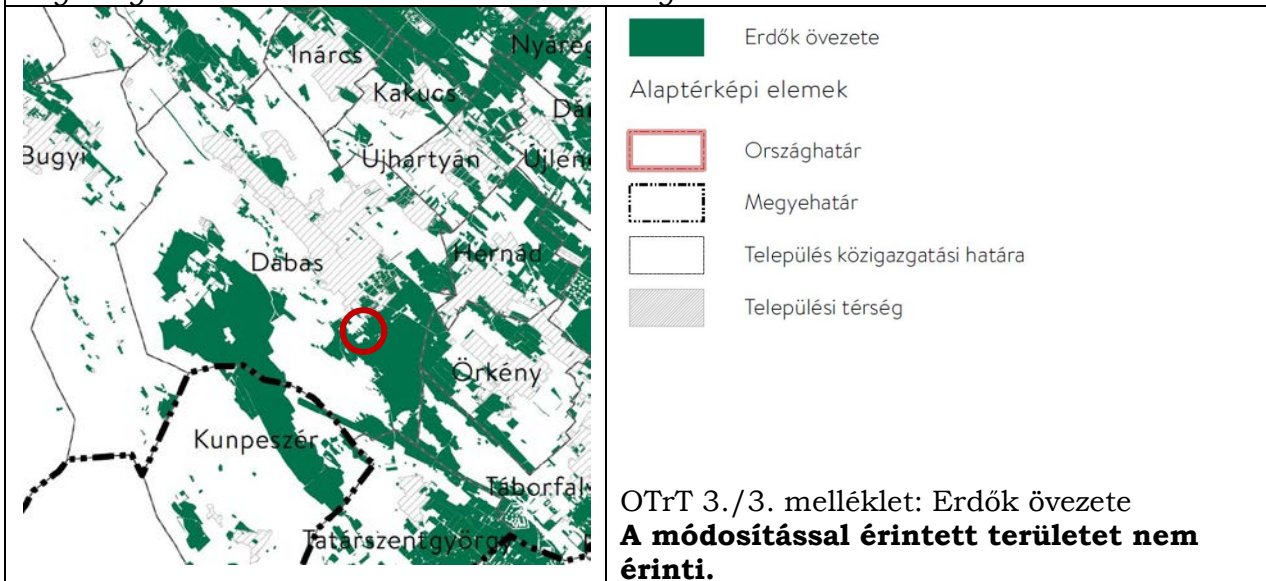 Inárcs
Kakucs
Bugyi
Újhartyán
Dabas
Hernád
Örkény
Kunpeszér
Tatárszentgyörgy
Erdők övezete
Alaptérképi elemek
Országhatár
Megyehatár
Település közigazgatási határa
Települési térség
OTrT 3./3. melléklet: Erdők övezete
A módosítással érintett területet nem
érinti.